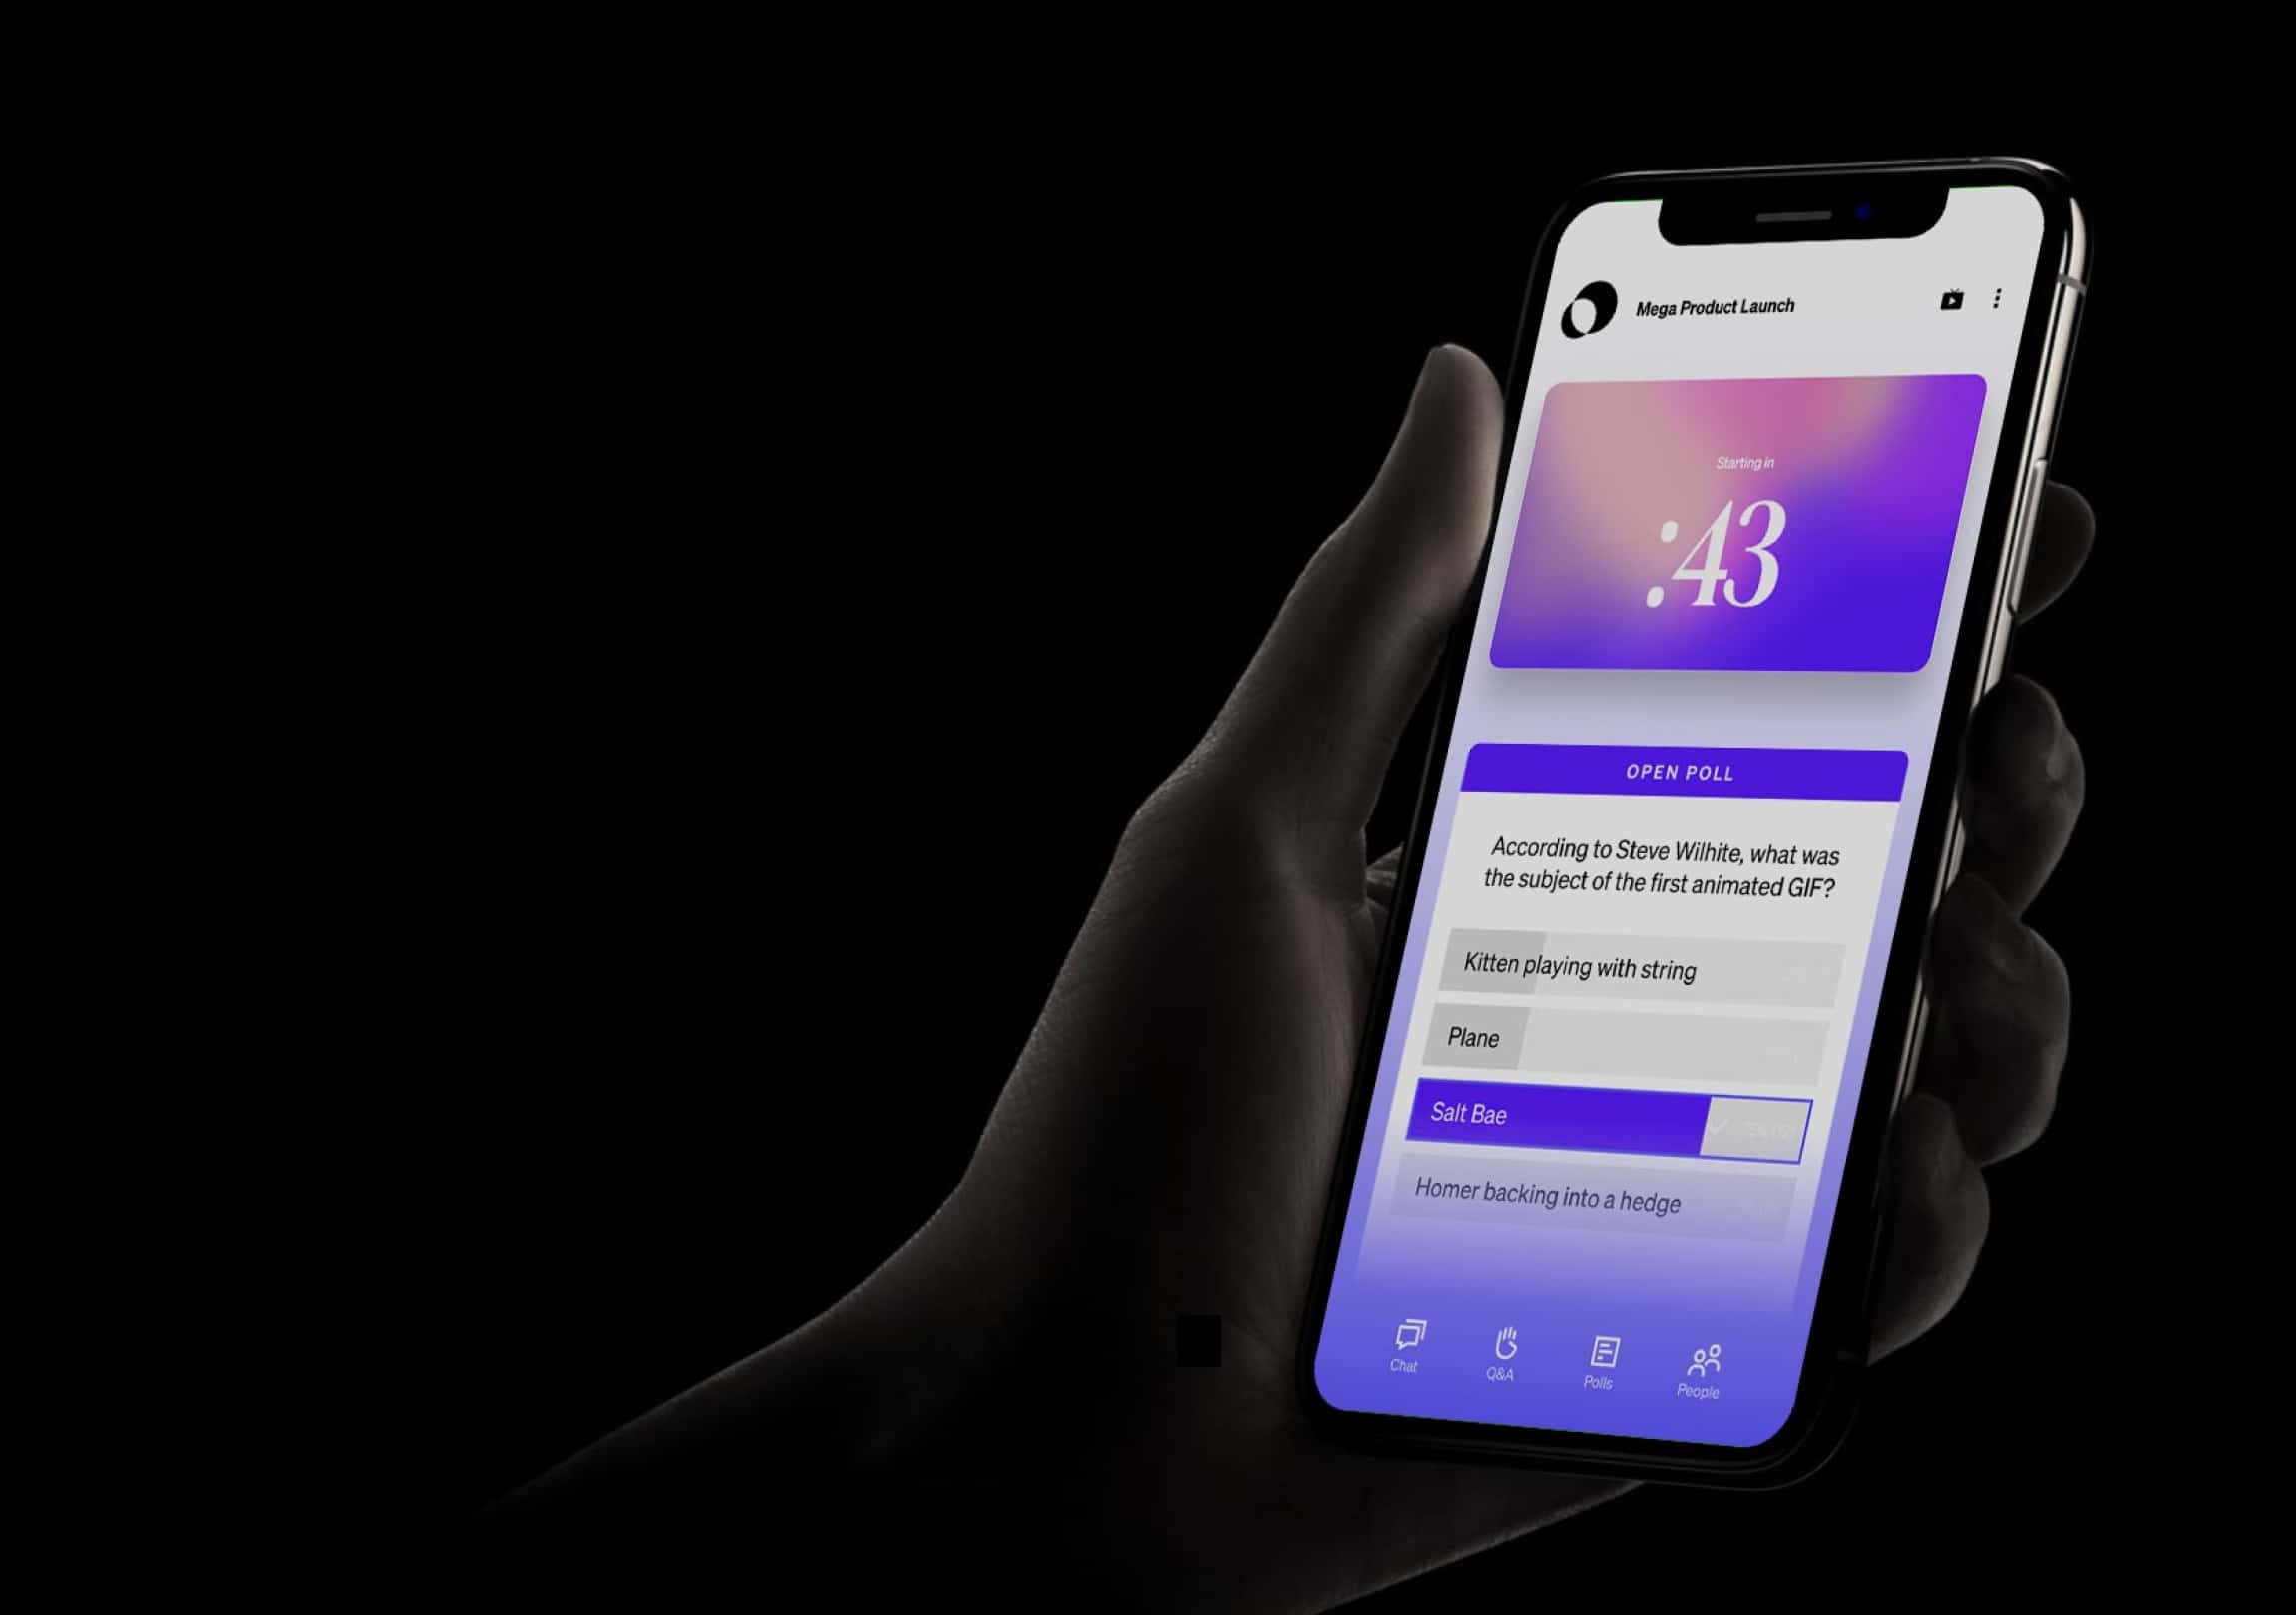 Mega Product Launch
Starting in
:43
OPEN POLL
According to Steve Wilhite, what was
the subject of the first animated GIF?
Kitten playing with string
Plane
Salt Bae
Homer backing into a hedge
Chat
Q&A
Polls
People